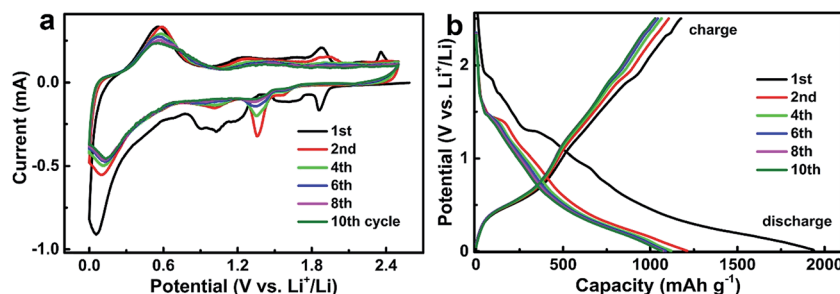 a
0.4
0.0
-0.5
-1.0
Current (mA)
1st
2nd
4th
6th
8th
10th cycle
0.0 0.6 1.2 1.8 2.4
Potential (V vs. Li⁺/Li)
b
2
1
0
Potential (V vs. Li⁺/Li)
charge
1st
2nd
4th
6th
8th
10th
discharge
0 500 1000 1500 2000
Capacity (mAh g⁻¹)